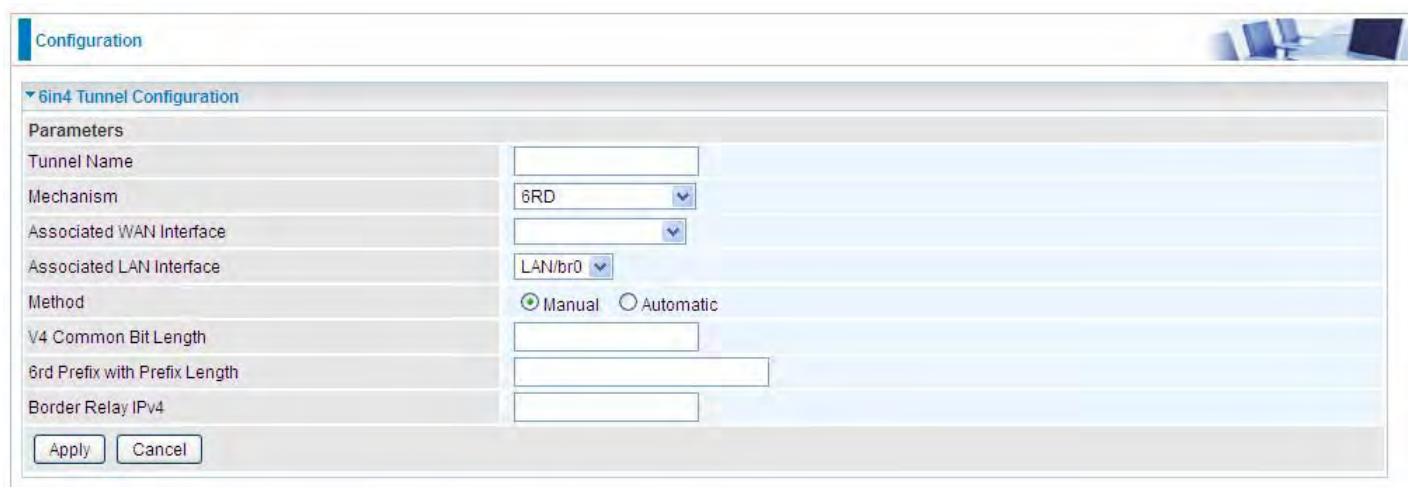 Configuration
6in4 Tunnel Configuration
Parameters
Tunnel Name
Mechanism 6RD
Associated WAN Interface
Associated LAN Interface LAN/br0
Method Manual Automatic
V4 Common Bit Length
6rd Prefix with Prefix Length
Border Relay IPv4
Apply Cancel